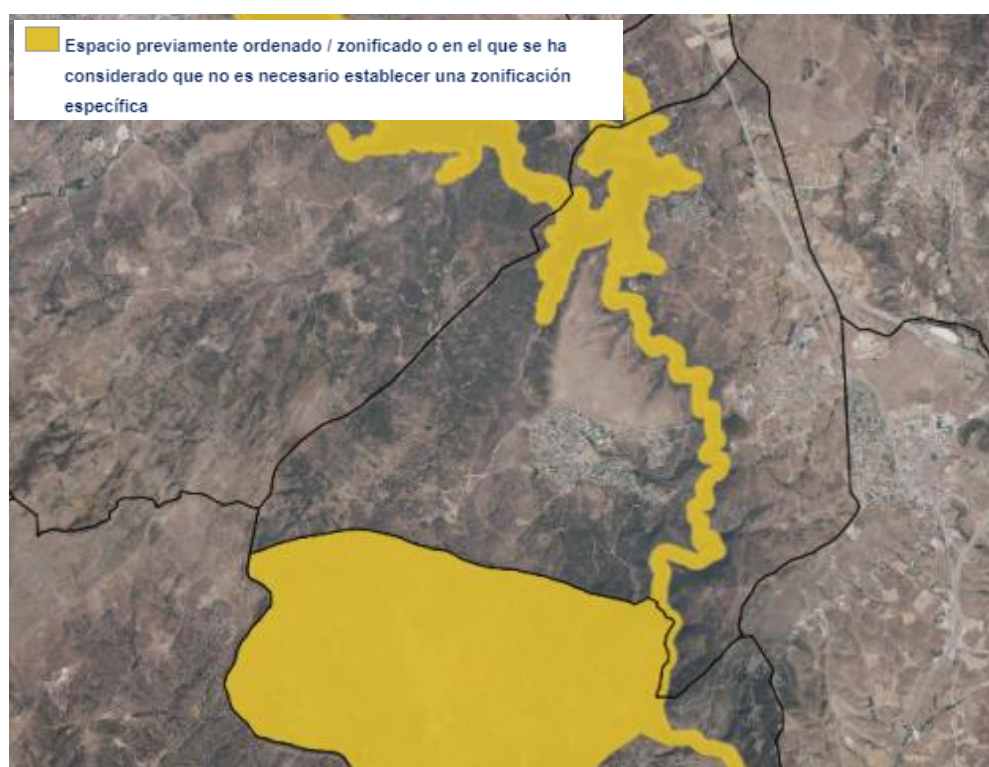 Espacio previamente ordenado / zonificado o en el que se ha
considerado que no es necesario establecer una zonificación
específica